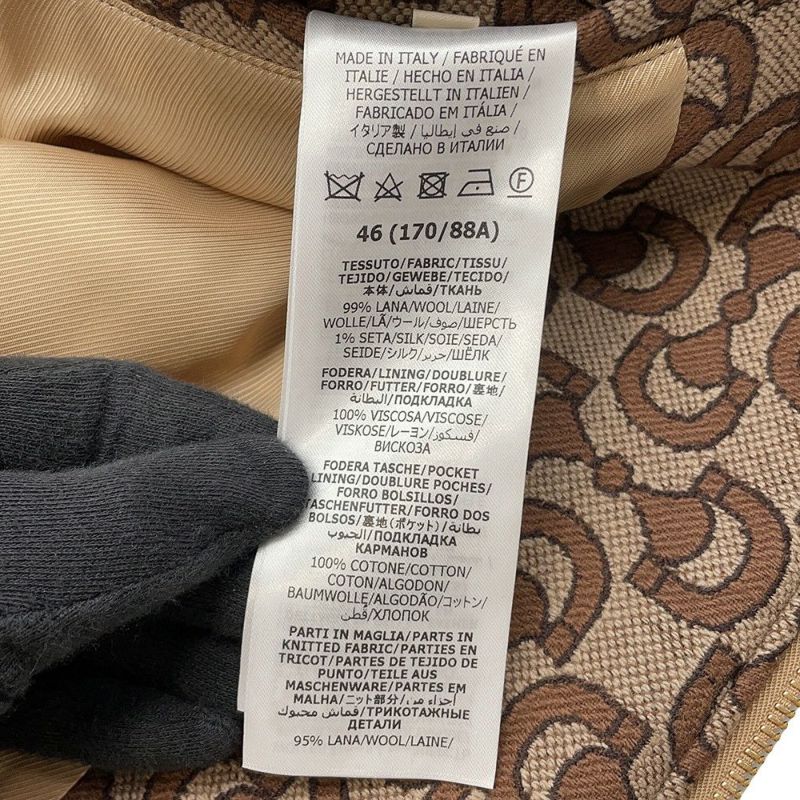 MADE IN ITALY / FABRIQUÉ EN
ITALIE / HECHO EN ITALIA /
HERGESTELLT IN ITALIEN /
FABRICADO EM ITÁLIA /
イタリア製 / صنع في إيطاليا /
СДЕЛАНО В ИТАЛИИ
F
46 (170/88A)
TESSUTO/FABRIC/TISSU/
TEJIDO/GEWEBE/TECIDO/
本体/قماش/ТКАНЬ
99% LANA/WOOL/LAINE/
WOLLE/LÃ/ウール/صوف/ШЕРСТЬ
1% SETA/SILK/SOIE/SEDA/
SEIDE/シルク/حرير/ШЁЛК
FODERA/LINING/DOUBLURE/
FORRO/FUTTER/FORRO/裏地/
البطانة/ПОДКЛАДКА
100% VISCOSA/VISCOSE/
VISKOSE/レーヨン/فسكوز/
ВИСКОЗА
FODERA TASCHE/POCKET
LINING/DOUBLURE POCHES/
FORRO BOLSILLOS/
TASCHENFUTTER/FORRO DOS
BOLSOS/裏地(ポケット)/بطانة
الجيوب/ПОДКЛАДКА
КАРМАНОВ
100% COTONE/COTTON/
COTON/ALGODON/
BAUMWOLLE/ALGODÃO/コットン/
قطن/ХЛОПОК
PARTI IN MAGLIA/PARTS IN
KNITTED FABRIC/PARTIES EN
TRICOT/PARTES DE TEJIDO DE
PUNTO/TEILE AUS
MASCHENWARE/PARTES EM
MALHA/ニット部分/أجزاء من
قماش محبوك/ТРИКОТАЖНЫЕ
ДЕТАЛИ
95% LANA/WOOL/LAINE/